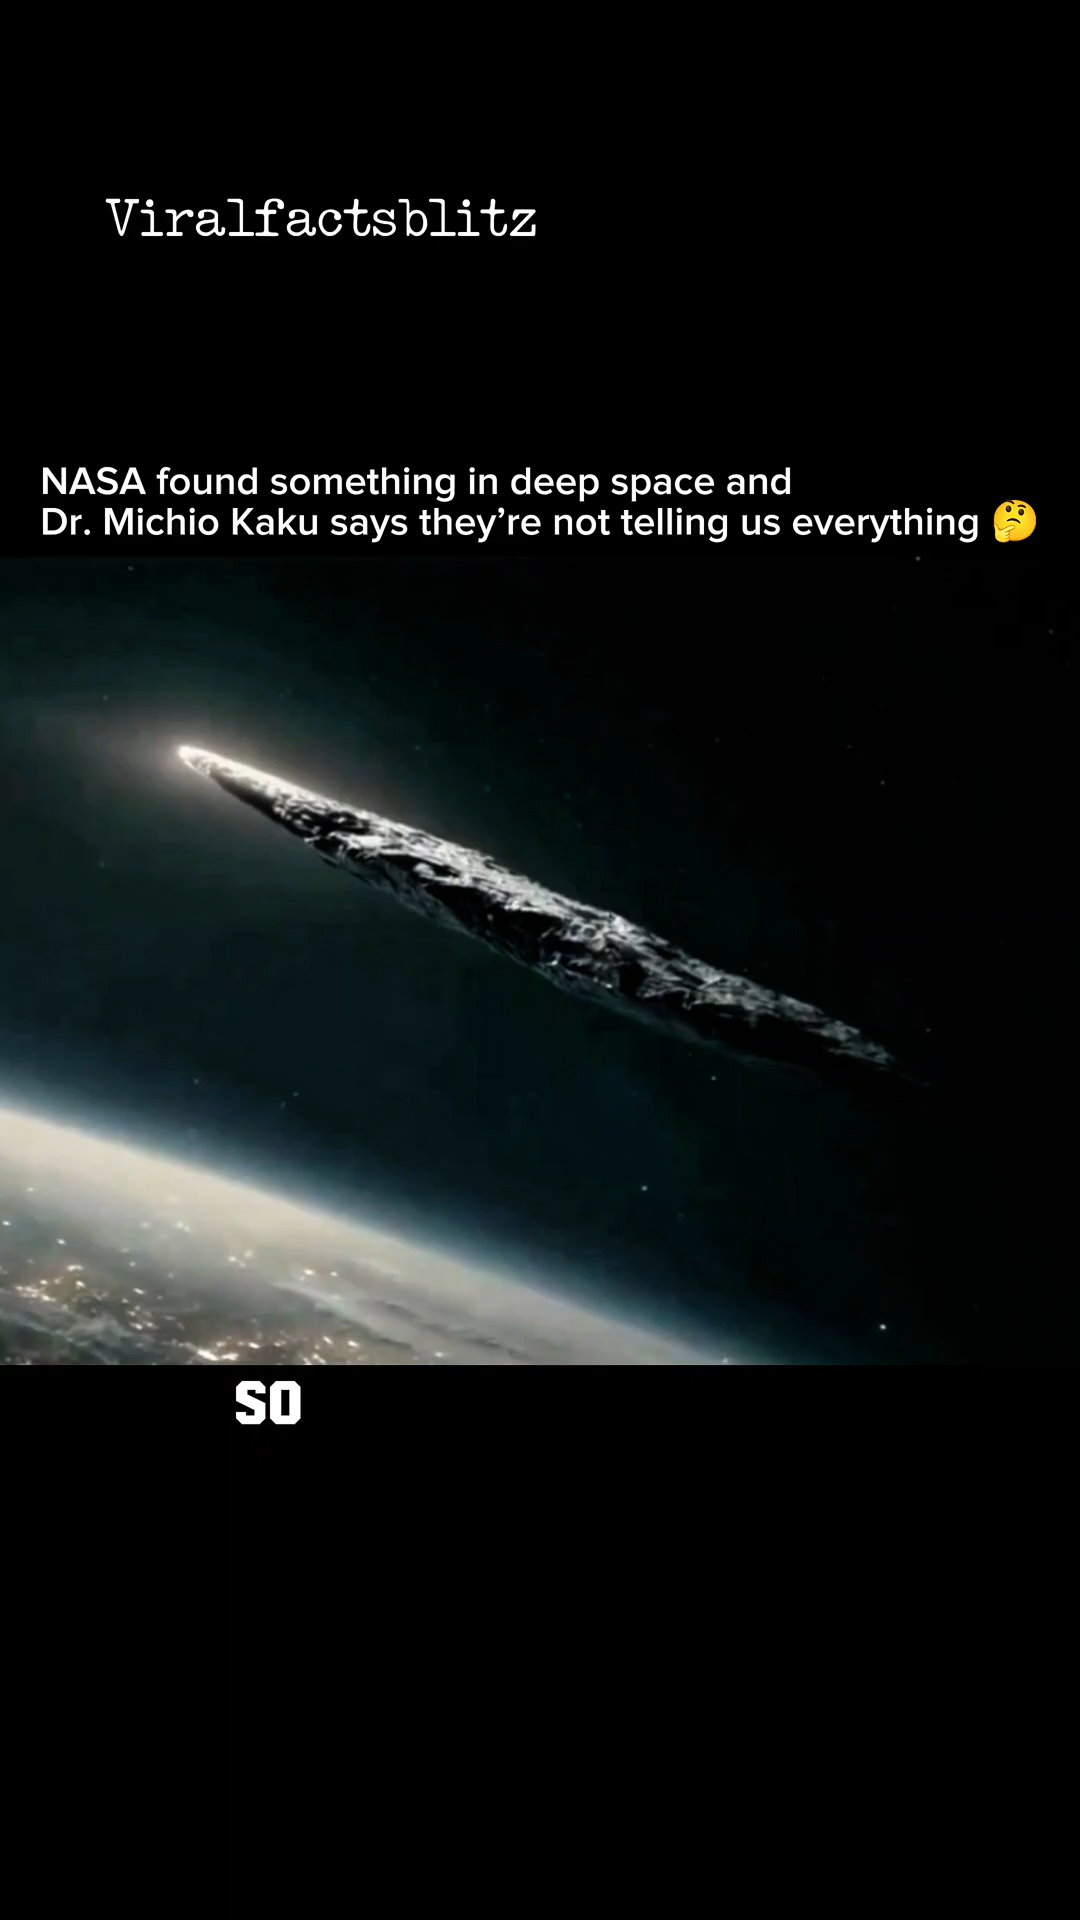 Viralfactsblitz
NASA found something in deep space and
Dr. Michio Kaku says they’re not telling us everything 🤔
SO